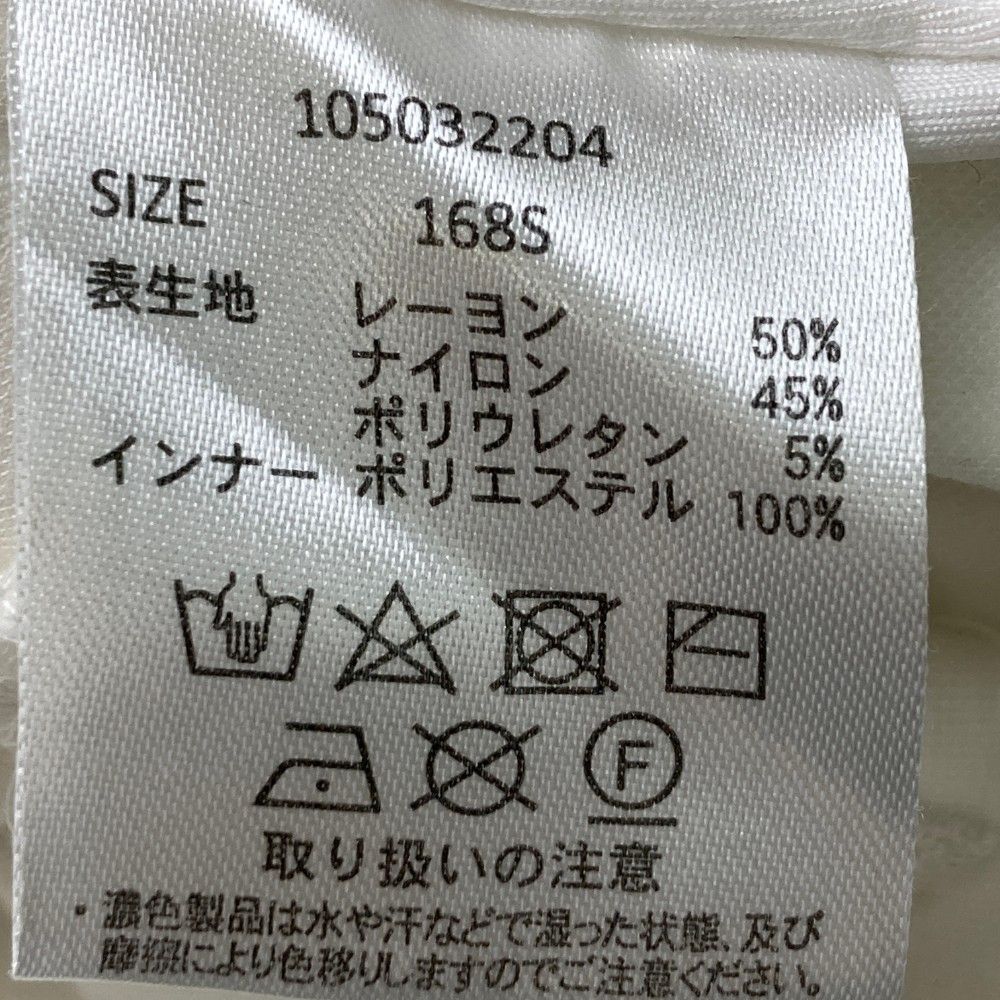 105032204
SIZE 168S
表生地 レーヨン 50%
ナイロン 45%
ポリウレタン 5%
インナー ポリエステル 100%
F
取り扱いの注意
・濃色製品は水や汗などで湿った状態、及び
摩擦により色移りしますのでご注意ください。